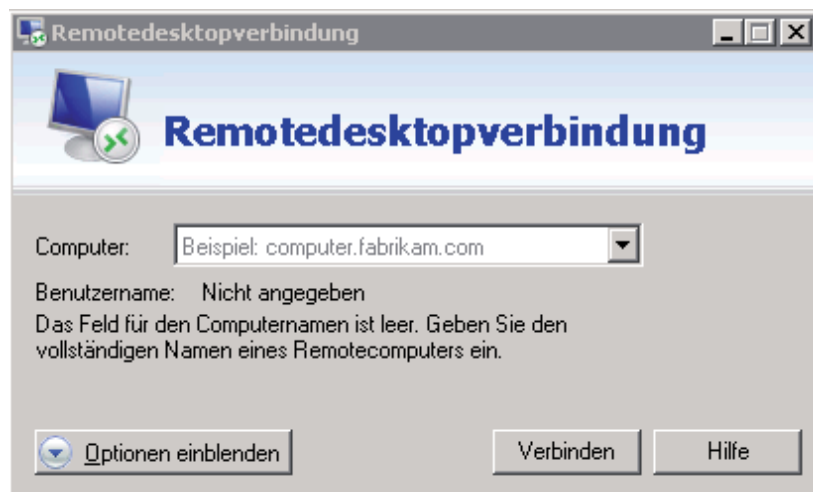 Remotedesktopverbindung
Remotedesktopverbindung
Computer: Beispiel: computer.fabrikam.com
Benutzername: Nicht angegeben
Das Feld für den Computernamen ist leer. Geben Sie den
vollständigen Namen eines Remotecomputers ein.
Optionen einblenden Verbinden Hilfe